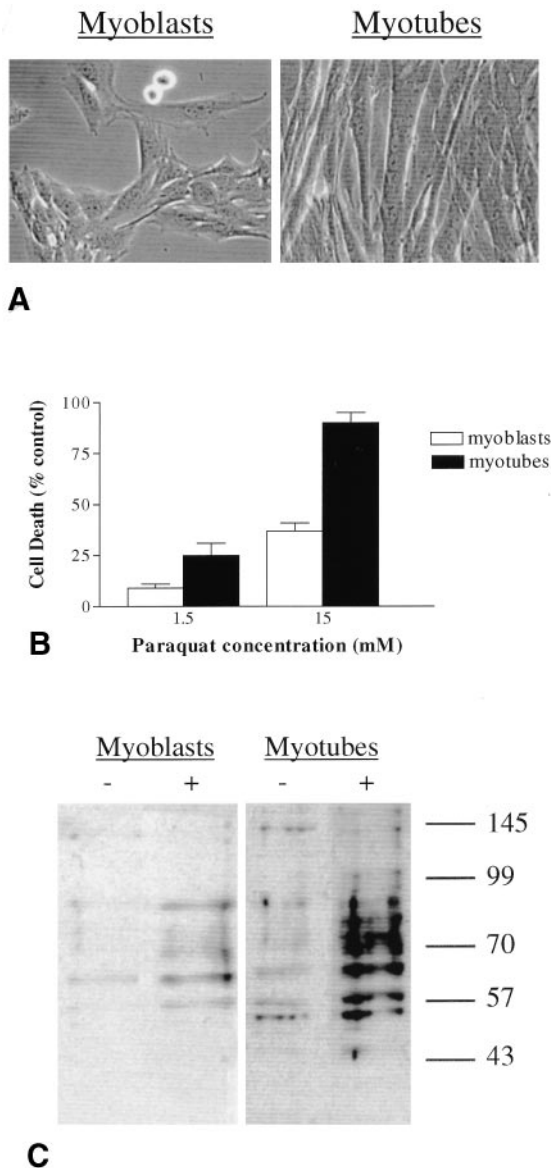 Myoblasts Myotubes
A
100
75
50
25
0
Cell Death (% control)
1.5 15
Paraquat concentration (mM)
myoblasts
myotubes
B
Myoblasts Myotubes
- + - +
145
99
70
57
43
C